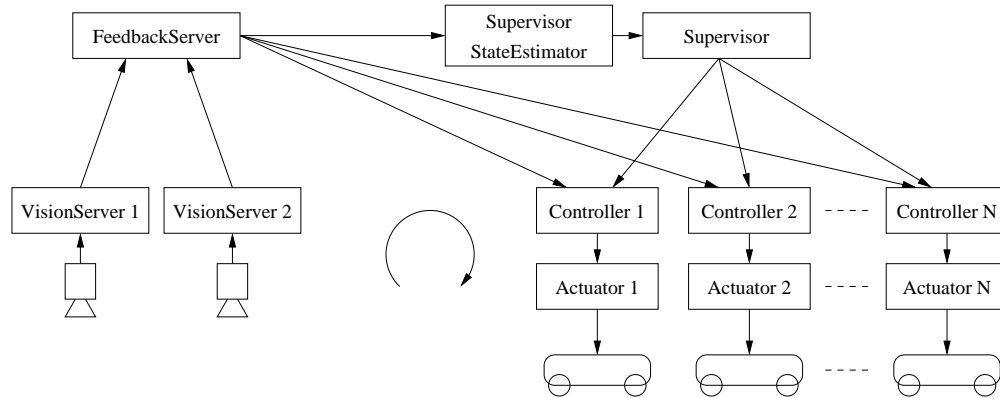 FeedbackServer
Supervisor
StateEstimator
Supervisor
VisionServer 1
VisionServer 2
Controller 1
Controller 2
Controller N
Actuator 1
Actuator 2
Actuator N